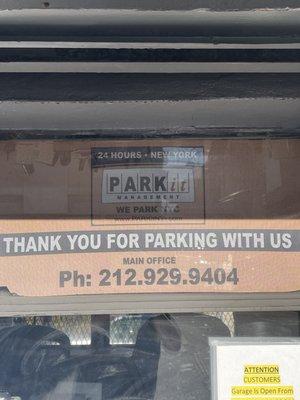 24 HOURS • NEW YORK
PARKit
MANAGEMENT
WE PARK NYC
THANK YOU FOR PARKING WITH US
MAIN OFFICE
Ph: 212.929.9404
ATTENTION
CUSTOMERS
Garage Is Open From